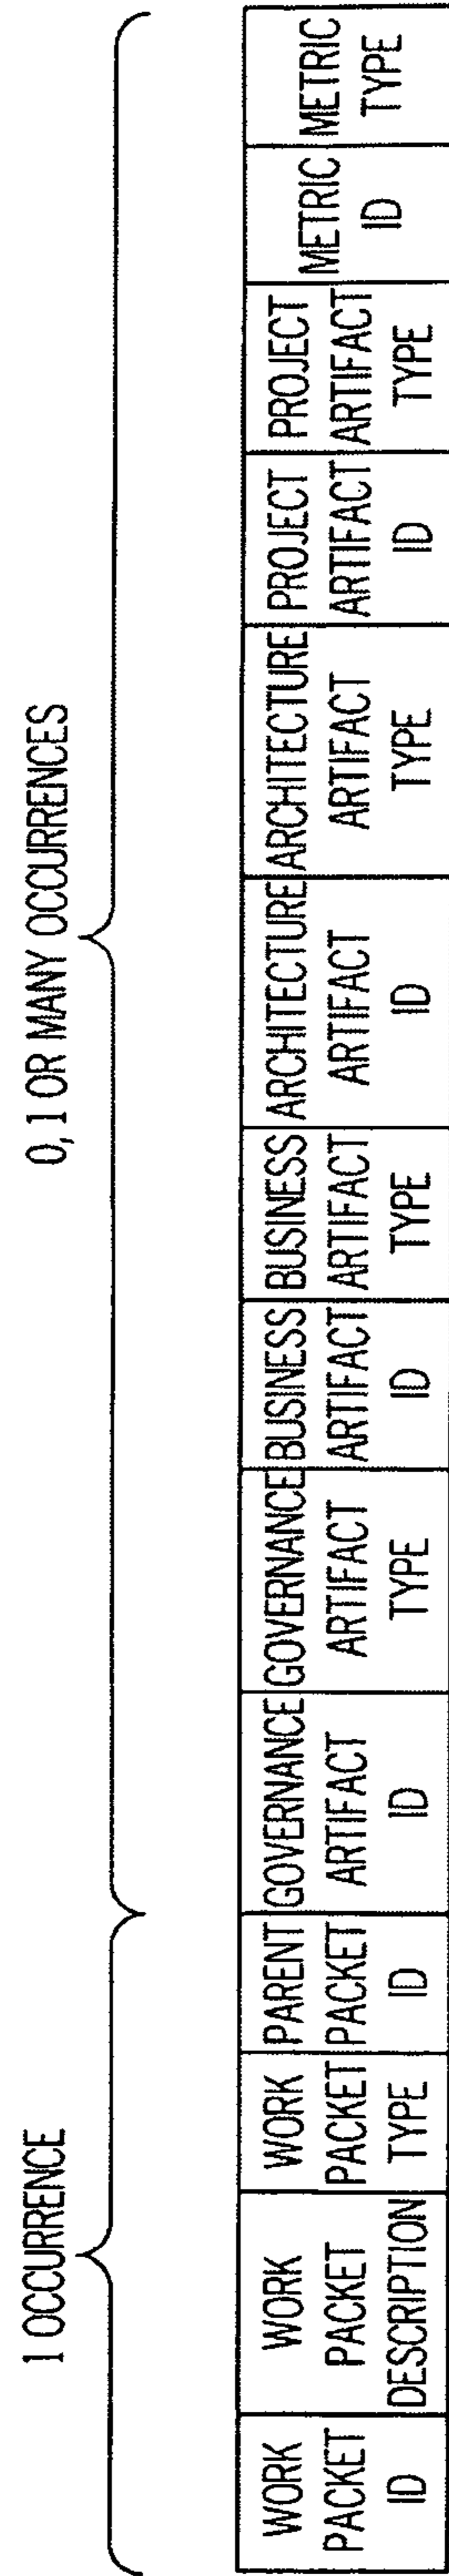 1 OCCURRENCE
0, 1 OR MANY OCCURRENCES
WORK
PACKET
ID
WORK
PACKET
DESCRIPTION
WORK
PACKET
TYPE
PARENT
PACKET
ID
GOVERNANCE
ARTIFACT
ID
GOVERNANCE
ARTIFACT
TYPE
BUSINESS
ARTIFACT
ID
BUSINESS
ARTIFACT
TYPE
ARCHITECTURE
ARTIFACT
ID
ARCHITECTURE
ARTIFACT
TYPE
PROJECT
ARTIFACT
ID
PROJECT
ARTIFACT
TYPE
METRIC
ID
METRIC
TYPE